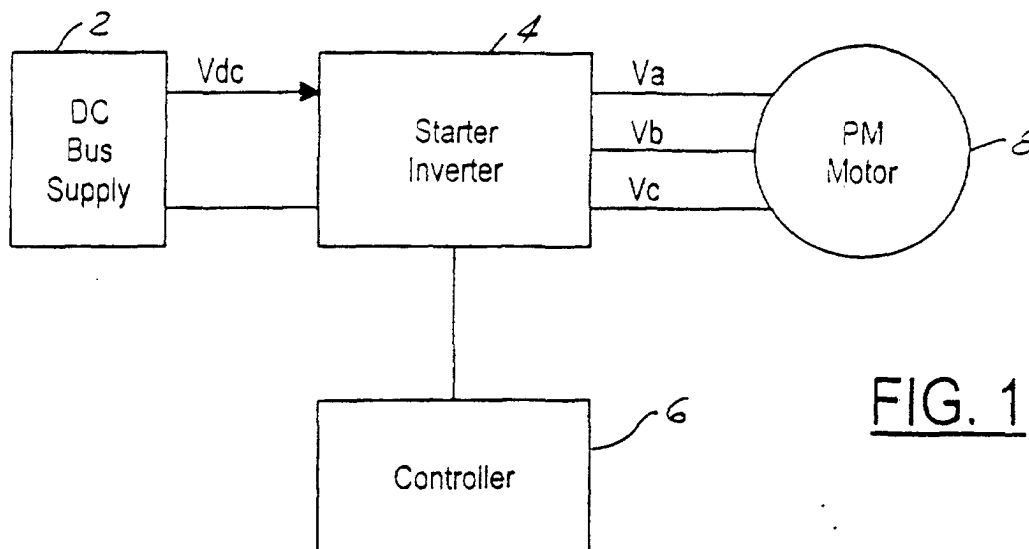 2
4
Vdc
Va
DC
Bus
Supply
Starter
Inverter
Vb
PM
Motor
8
Vc
6
FIG. 1
Controller